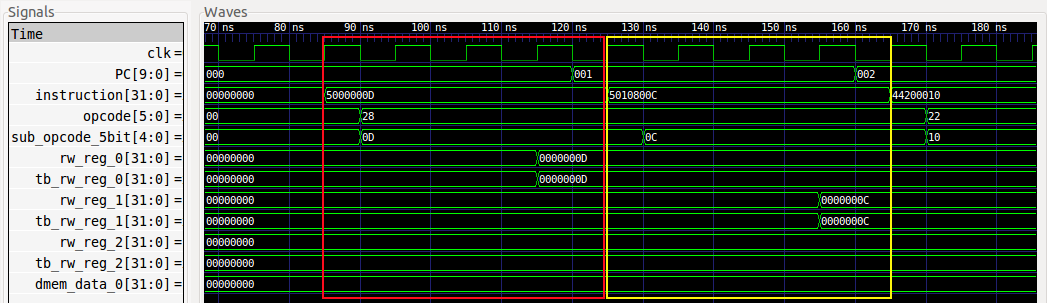 Signals Waves
Time 70 ns 80 ns 90 ns 100 ns 110 ns 120 ns 130 ns 140 ns 150 ns 160 ns 170 ns 180 ns
clk =
PC[9:0] = 000 001 002
instruction[31:0] = 00000000 5000000D 5010800C 44200010
opcode[5:0] = 00 28 22
sub_opcode_5bit[4:0] = 00 0D 0C 10
rw_reg_0[31:0] = 00000000 0000000D
tb_rw_reg_0[31:0] = 00000000 0000000D
rw_reg_1[31:0] = 00000000 0000000C
tb_rw_reg_1[31:0] = 00000000 0000000C
rw_reg_2[31:0] = 00000000
tb_rw_reg_2[31:0] = 00000000
dmem_data_0[31:0] = 00000000